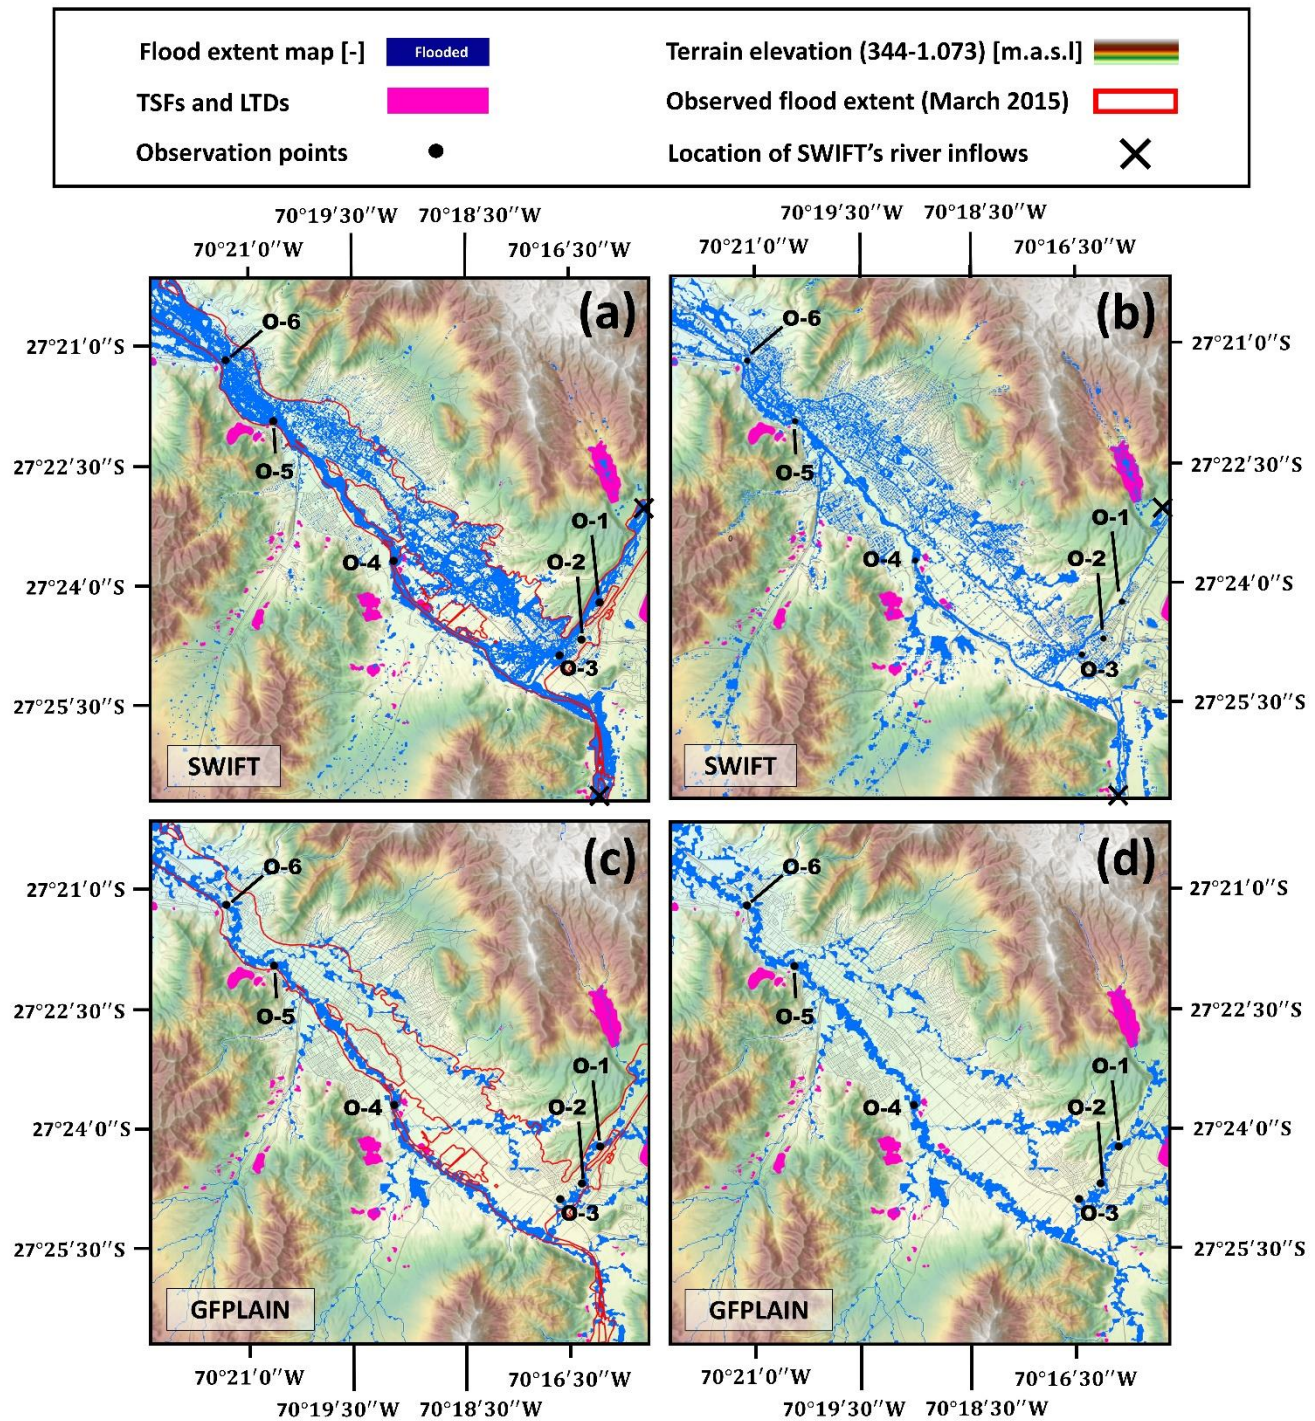 Flood extent map [-]
Flooded
Terrain elevation (344-1.073) [m.a.s.l]
TSFs and LTDs
Observed flood extent (March 2015)
Observation points
Location of SWIFT's river inflows
70°19′30″W 70°18′30″W
70°19′30″W 70°18′30″W
70°21′0″W 70°16′30″W
70°21′0″W 70°16′30″W
(a)
O-6
O-5
O-4
O-1
O-2
O-3
SWIFT
27°21′0″S
27°22′30″S
27°24′0″S
27°25′30″S
(b)
O-6
O-5
O-4
O-1
O-2
O-3
SWIFT
27°21′0″S
27°22′30″S
27°24′0″S
27°25′30″S
(c)
O-6
O-5
O-4
O-1
O-2
O-3
GFPLAIN
27°21′0″S
27°22′30″S
27°24′0″S
27°25′30″S
(d)
O-6
O-5
O-4
O-1
O-2
O-3
27°21′0″S
27°22′30″S
27°24′0″S
27°25′30″S
GFPLAIN
70°21′0″W 70°16′30″W
70°21′0″W 70°16′30″W
70°19′30″W 70°18′30″W
70°19′30″W 70°18′30″W